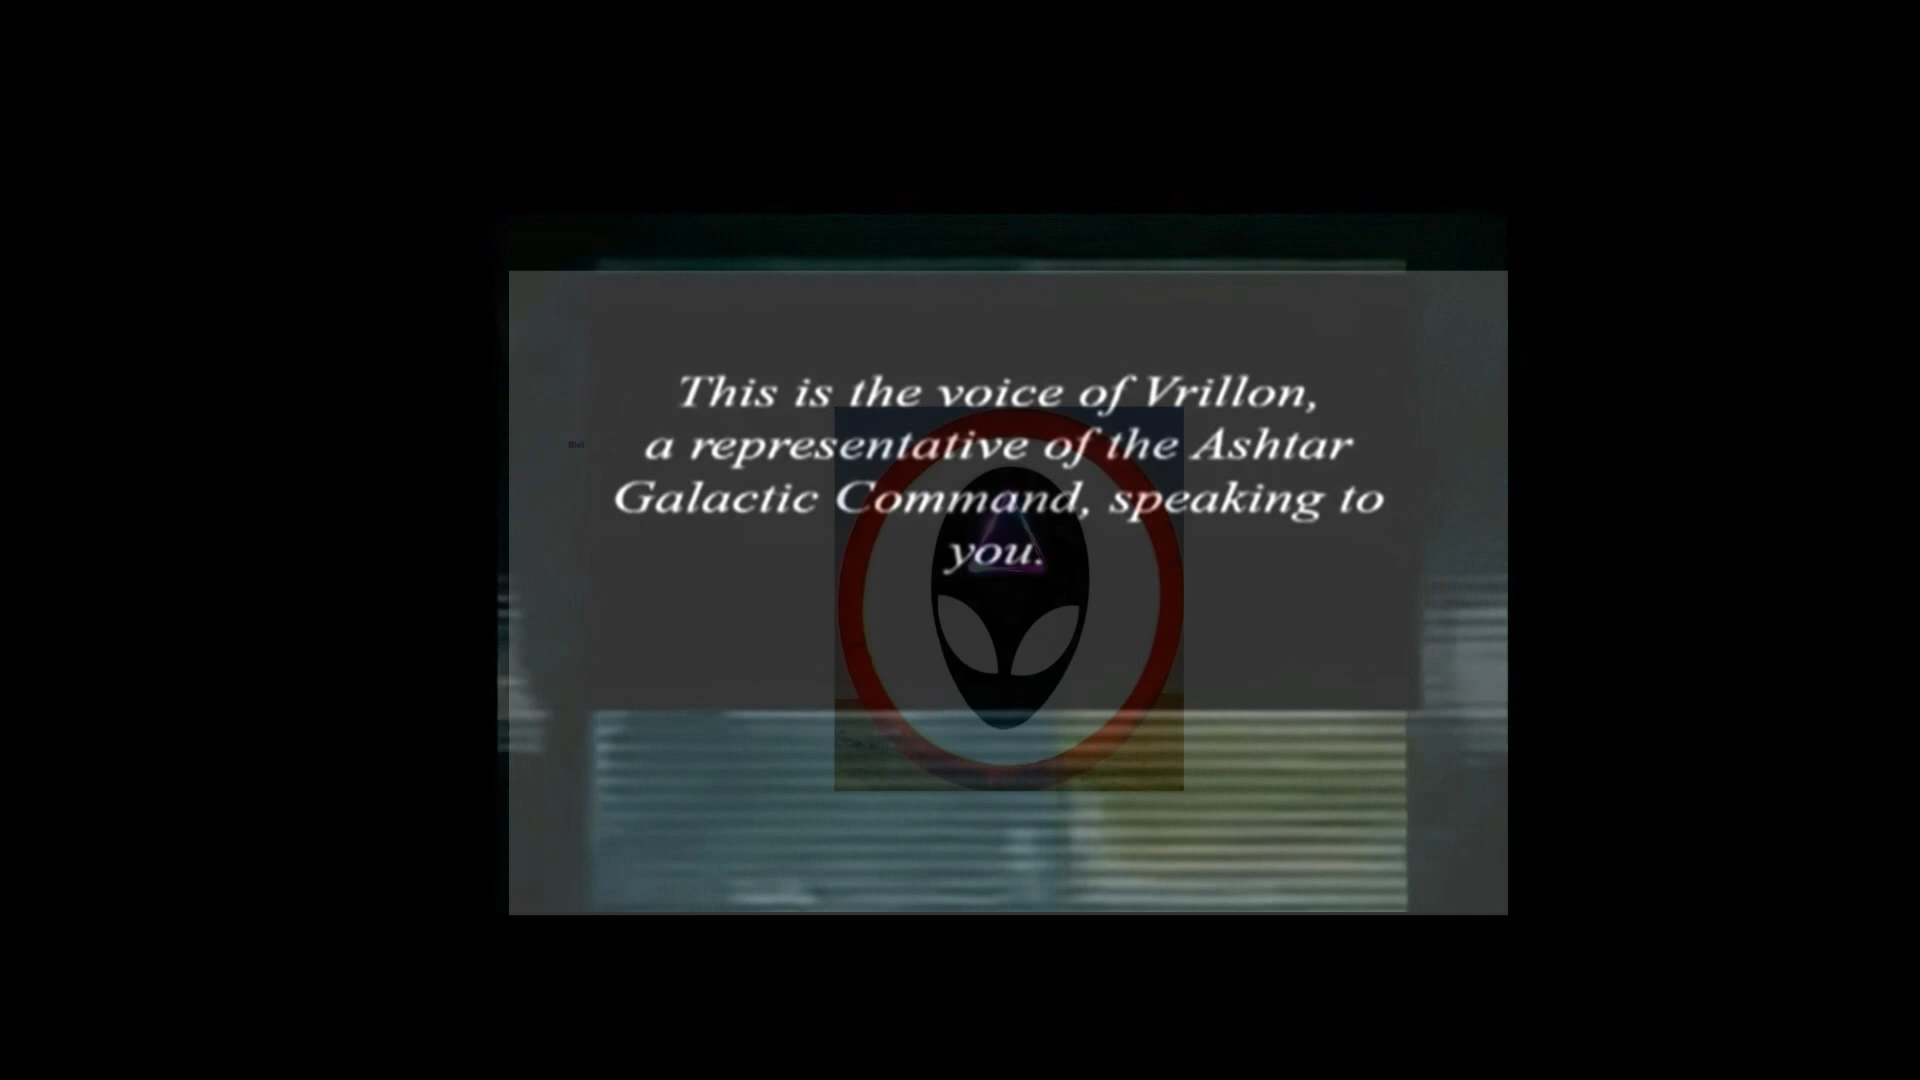 This is the voice of Vrillon,
a representative of the Ashtar
Galactic Command, speaking to
you.